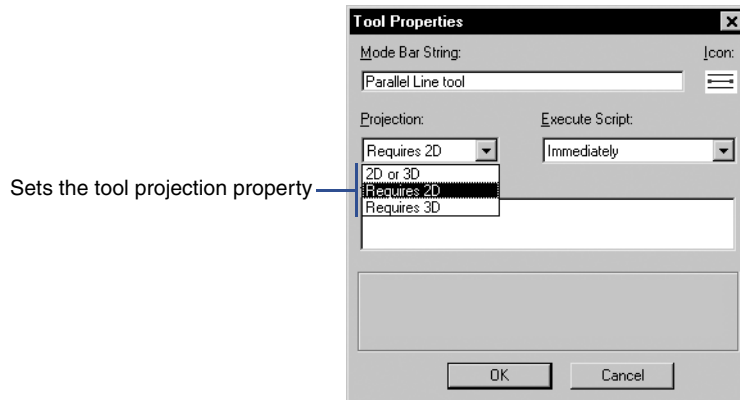 Tool Properties
Mode Bar String:
Icon:
Parallel Line tool
Projection:
Execute Script:
Requires 2D
Immediately
2D or 3D
Requires 2D
Requires 3D
Sets the tool projection property
OK
Cancel